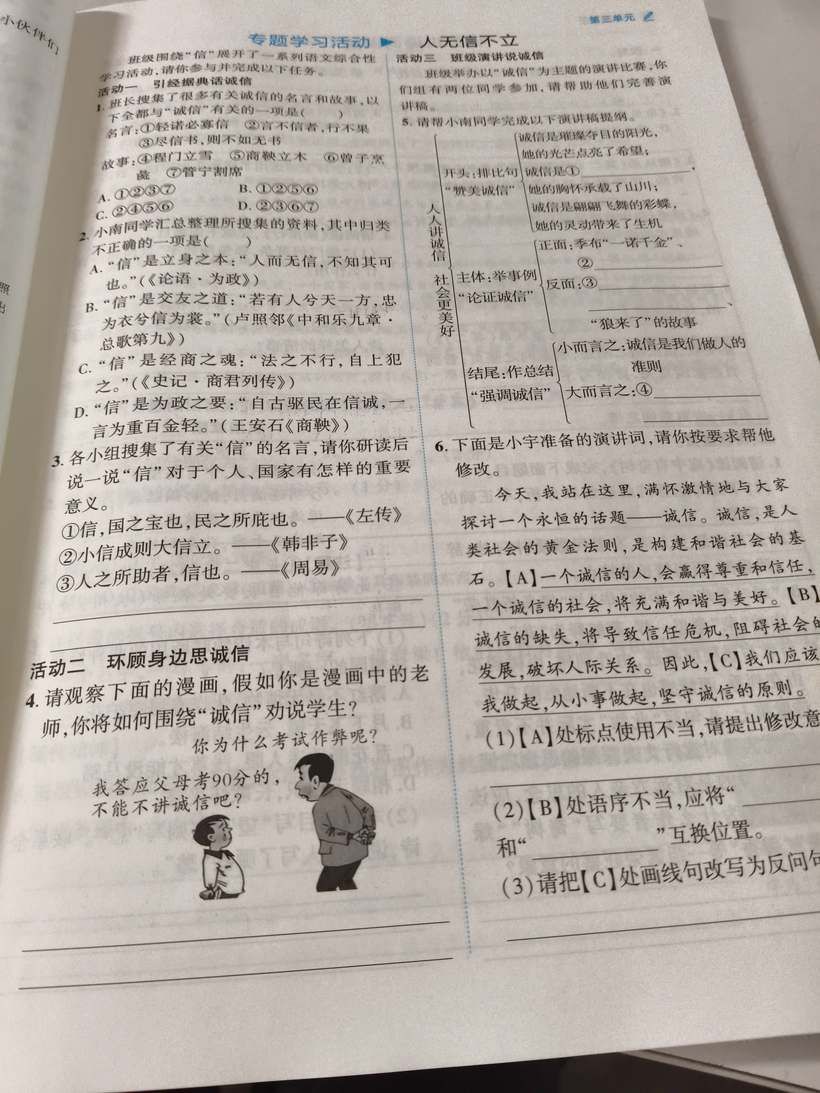 小伙伴们
照
出
第三单元
专题学习活动 ▶ 人无信不立
班级围绕“信”展开了一系列语文综合性
学习活动,请你参与并完成以下任务。
活动一 引经据典话诚信
1. 班长搜集了很多有关诚信的名言和故事,以
下全都与“诚信”有关的一项是( )
名言:①轻诺必寡信 ②言不信者,行不果
③尽信书,则不如无书
故事:④程门立雪 ⑤商鞅立木 ⑥曾子烹
彘 ⑦管宁割席
A. ①②③⑦ B. ①②⑤⑥
C. ②④⑤⑥ D. ②③⑥⑦
2. 小南同学汇总整理所搜集的资料,其中归类
不正确的一项是( )
A. “信”是立身之本:“人而无信,不知其可
也。”(《论语·为政》)
B. “信”是交友之道:“若有人兮天一方,忠
为衣兮信为裳。”(卢照邻《中和乐九章·
总歌第九》)
C. “信”是经商之魂:“法之不行,自上犯
之。”(《史记·商君列传》)
D. “信”是为政之要:“自古驱民在信诚,一
言为重百金轻。”(王安石《商鞅》)
3. 各小组搜集了有关“信”的名言,请你研读后
说一说“信”对于个人、国家有怎样的重要
意义。
①信,国之宝也,民之所庇也。——《左传》
②小信成则大信立。——《韩非子》
③人之所助者,信也。——《周易》
活动二 环顾身边思诚信
4. 请观察下面的漫画,假如你是漫画中的老
师,你将如何围绕“诚信”劝说学生?
你为什么考试作弊呢?
我答应父母考90分的,
不能不讲诚信吧?
活动三 班级演讲说诚信
班级举办以“诚信”为主题的演讲比赛,你
们组有两位同学参加,请帮助他们完善演
讲稿。
5. 请帮小南同学完成以下演讲稿提纲。
人人讲诚信 社会更美好
开头:排比句
“赞美诚信”
诚信是璀璨夺目的阳光,
她的光芒点亮了希望;
诚信是①,
她的胸怀承载了山川;
诚信是翩翩飞舞的彩蝶,
她的灵动带来了生机
主体:举事例
“论证诚信”
正面:季布“一诺千金”、
②
反面:③
、
“狼来了”的故事
结尾:作总结
“强调诚信”
小而言之:诚信是我们做人的
准则
大而言之:④
6. 下面是小宇准备的演讲词,请你按要求帮他
修改。
今天,我站在这里,满怀激情地与大家
探讨一个永恒的话题——诚信。诚信,是人
类社会的黄金法则,是构建和谐社会的基
石。【A】一个诚信的人,会赢得尊重和信任,
一个诚信的社会,将充满和谐与美好。【B】
诚信的缺失,将导致信任危机,阻碍社会的
发展,破坏人际关系。因此,【C】我们应该
我做起,从小事做起,坚守诚信的原则。
(1)【A】处标点使用不当,请提出修改意
(2)【B】处语序不当,应将“
和“ ”互换位置。
(3)请把【C】处画线句改写为反问句